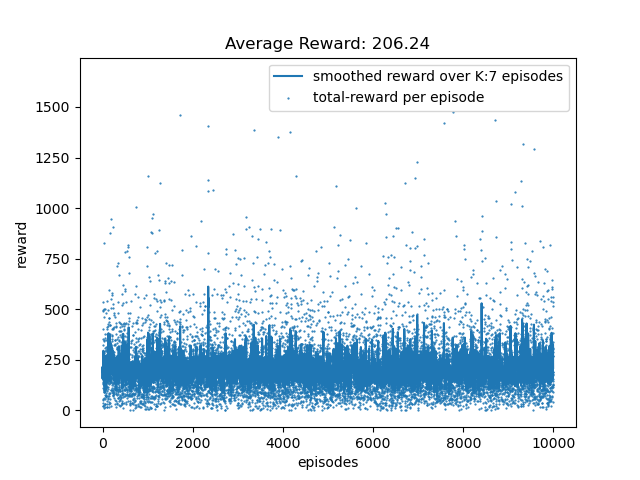 Average Reward: 206.24
smoothed reward over K:7 episodes
total-reward per episode
reward
1500
1250
1000
750
500
250
0
0 2000 4000 6000 8000 10000
episodes